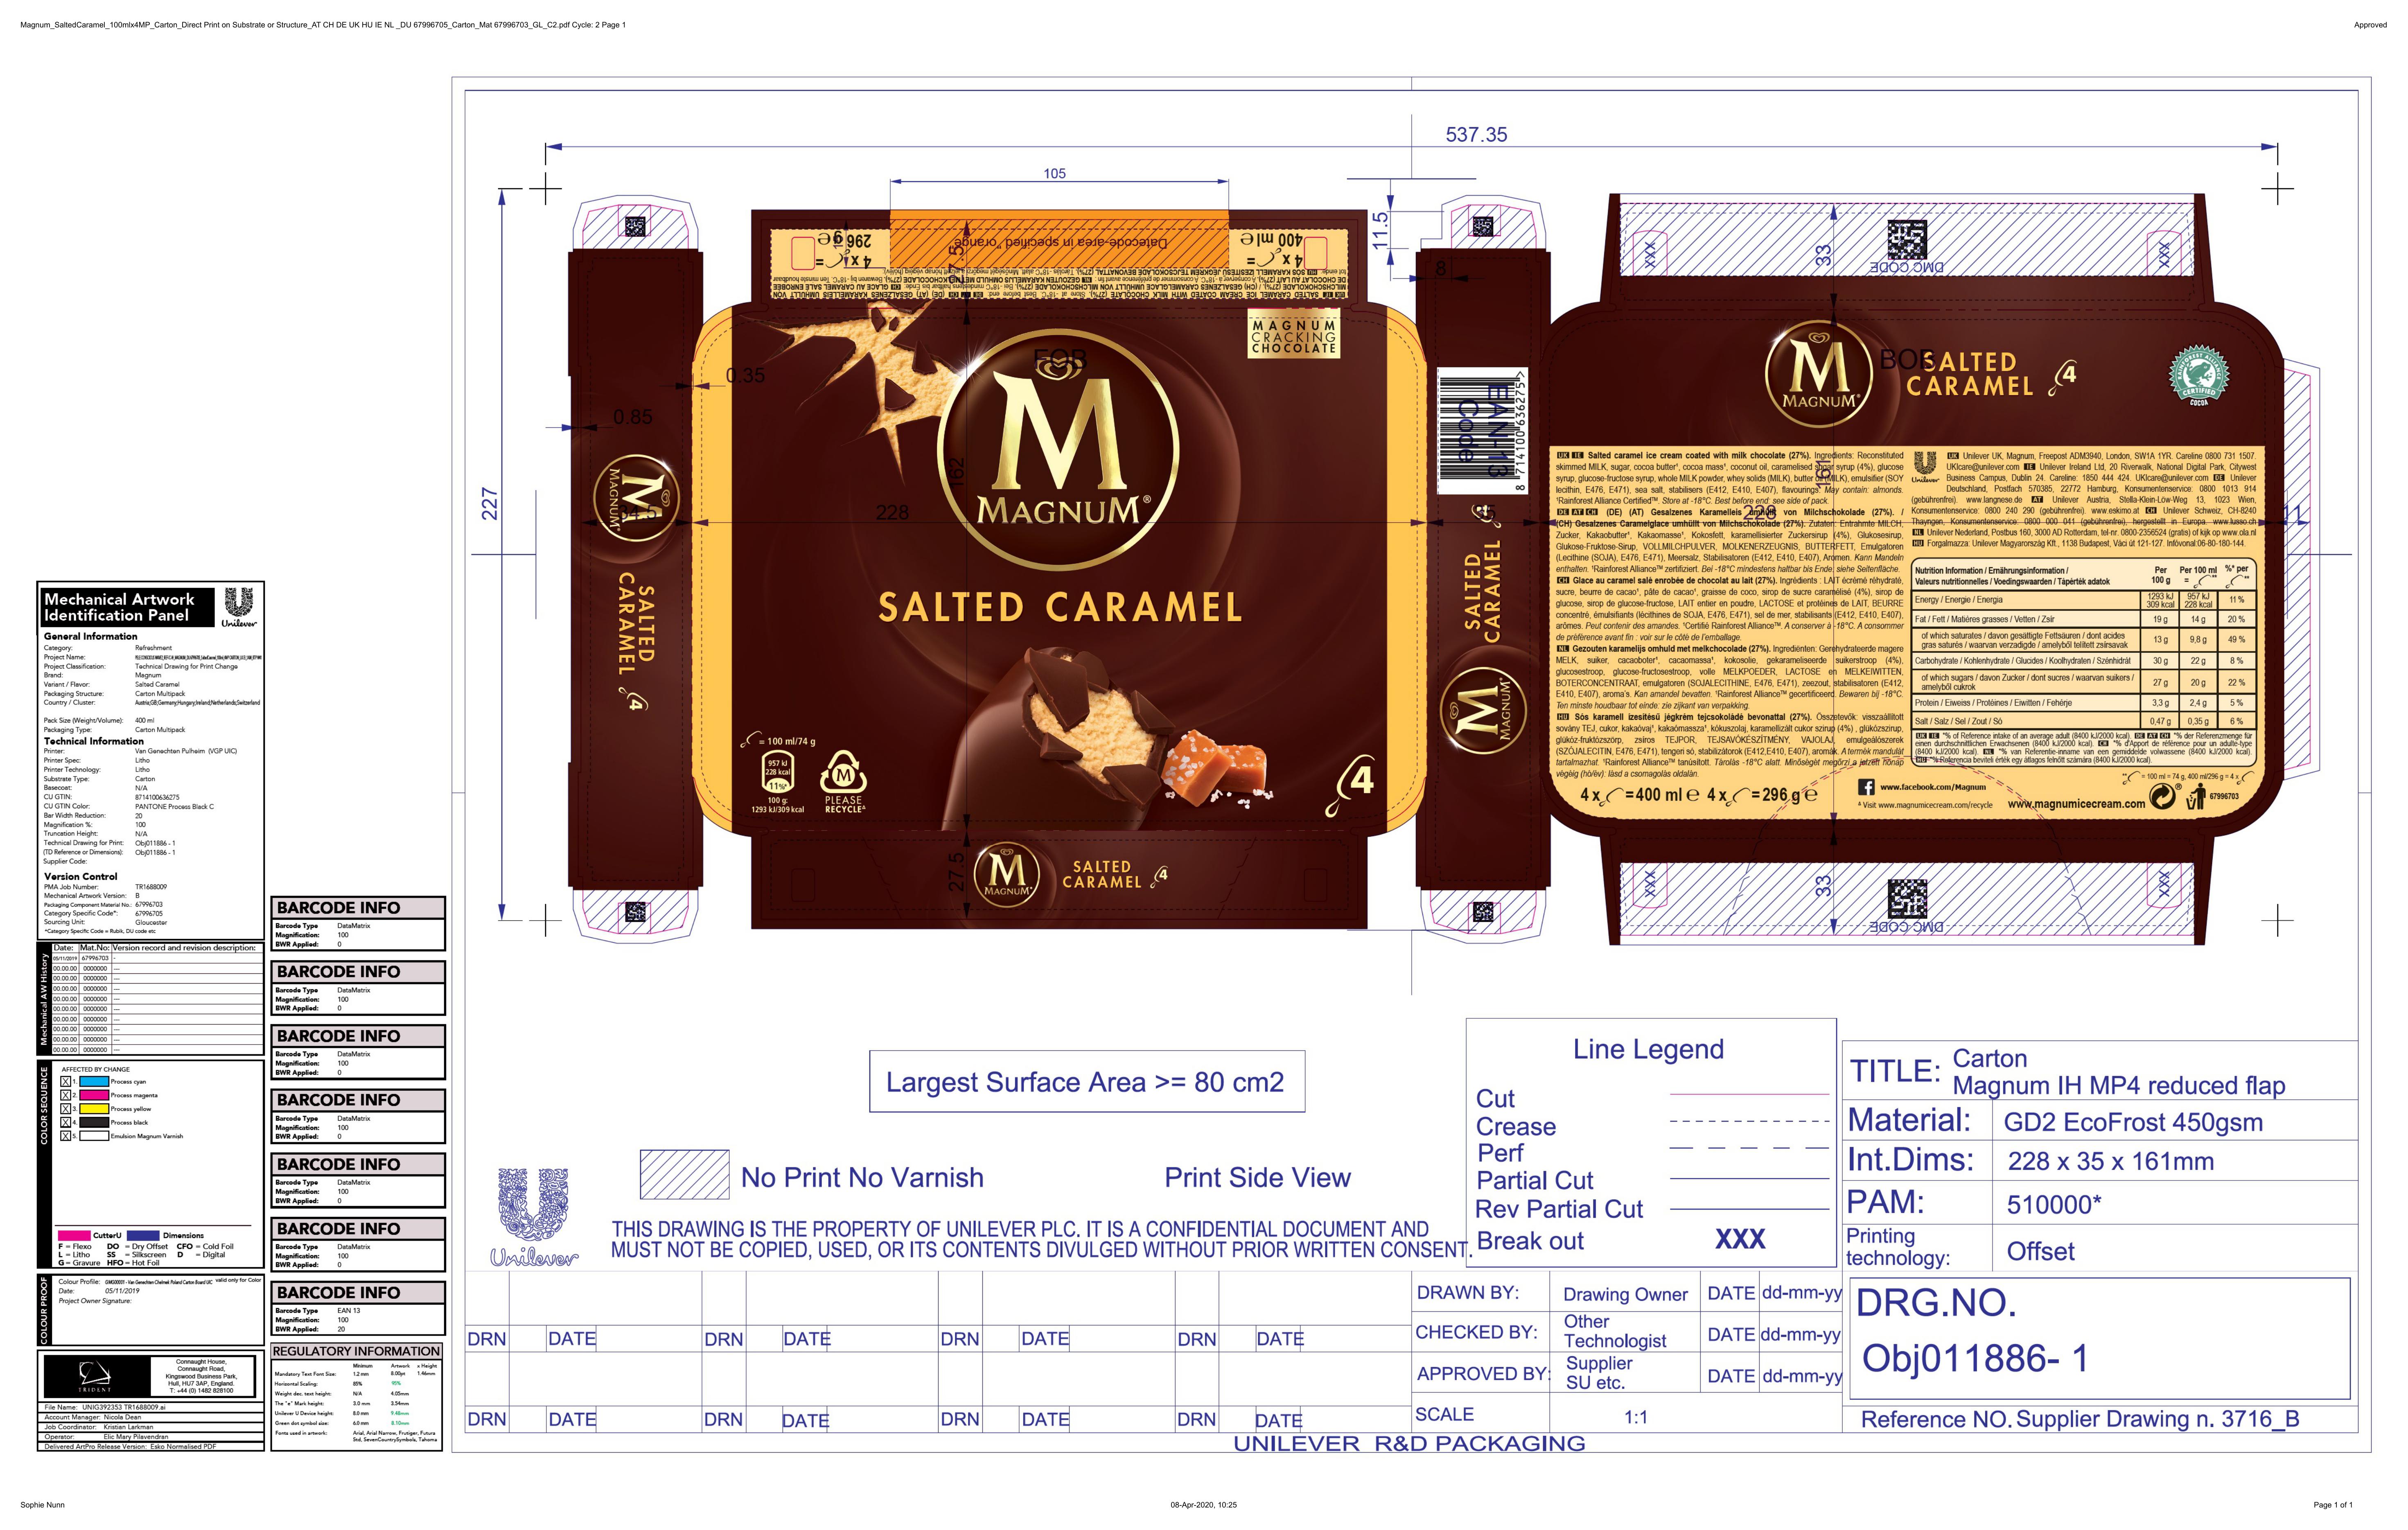 Magnum_SaltedCaramel_100mlx4MP_Carton_Direct Print on Substrate or Structure_AT CH DE UK HU IE NL _DU 67996705_Carton_Mat 67996703_GL_C2.pdf Cycle: 2 Page 1
Approved
537.35
105
227
11.5
33
DMC CODE
XXX
XXX
8
27.5
296 g e
4 x =
Datecode-area in specified "orange"
400 ml e
4 x =
0.35
0.85
162
228
34.5
FOB
MAGNUM
CRACKING
CHOCOLATE
M
MAGNUM®
SALTED CARAMEL
= 100 ml/74 g
957 kJ
228 kcal
11%*
100 g:
1293 kJ/309 kcal
M
PLEASE
RECYCLEΔ
4
27.5
M
MAGNUM®
SALTED
CARAMEL 4
M
MAGNUM®
SALTED
CARAMEL 4
EAN-13
Code
8 714100 636275 >
SALTED
CARAMEL 4
M
MAGNUM®
BOB
M
MAGNUM®
SALTED
CARAMEL 4
RAINFOREST ALLIANCE
CERTIFIED
COCOA
161
228
11
UK IE Salted caramel ice cream coated with milk chocolate (27%). Ingredients: Reconstituted
skimmed MILK, sugar, cocoa butter¹, cocoa mass¹, coconut oil, caramelised sugar syrup (4%), glucose
syrup, glucose-fructose syrup, whole MILK powder, whey solids (MILK), butter oil (MILK), emulsifier (SOY
lecithin, E476, E471), sea salt, stabilisers (E412, E410, E407), flavourings. May contain: almonds.
¹Rainforest Alliance Certified™. Store at -18°C. Best before end: see side of pack.
DE AT CH (DE) (AT) Gesalzenes Karamelleis umhüllt von Milchschokolade (27%). /
(CH) Gesalzenes Caramelglace umhüllt von Milchschokolade (27%). Zutaten: Entrahmte MILCH,
Zucker, Kakaobutter¹, Kakaomasse¹, Kokosfett, karamellisierter Zuckersirup (4%), Glukosesirup,
Glukose-Fruktose-Sirup, VOLLMILCHPULVER, MOLKENERZEUGNIS, BUTTERFETT, Emulgatoren
(Lecithine (SOJA), E476, E471), Meersalz, Stabilisatoren (E412, E410, E407), Aromen. Kann Mandeln
enthalten. ¹Rainforest Alliance™ zertifiziert. Bei -18°C mindestens haltbar bis Ende: siehe Seitenfläche.
CH Glace au caramel salé enrobée de chocolat au lait (27%). Ingrédients : LAIT écrémé réhydraté,
sucre, beurre de cacao¹, pâte de cacao¹, graisse de coco, sirop de sucre caramélisé (4%), sirop de
glucose, sirop de glucose-fructose, LAIT entier en poudre, LACTOSE et protéines de LAIT, BEURRE
concentré, émulsifiants (lécithines de SOJA, E476, E471), sel de mer, stabilisants (E412, E410, E407),
arômes. Peut contenir des amandes. ¹Certifié Rainforest Alliance™. A conserver à -18°C. A consommer
de préférence avant fin : voir sur le côté de l'emballage.
NL Gezouten karamelijs omhuld met melkchocolade (27%). Ingrediënten: Gerehydrateerde magere
MELK, suiker, cacaoboter¹, cacaomassa¹, kokosolie, gekarameliseerde suikerstroop (4%),
glucosestroop, glucose-fructosestroop, volle MELKPOEDER, LACTOSE en MELKEIWITTEN,
BOTERCONCENTRAAT, emulgatoren (SOJALECITHINE, E476, E471), zeezout, stabilisatoren (E412,
E410, E407), aroma's. Kan amandel bevatten. ¹Rainforest Alliance™ gecertificeerd. Bewaren bij -18°C.
Ten minste houdbaar tot einde: zie zijkant van verpakking.
HU Sós karamell ízesítésű jégkrém tejcsokoládé bevonattal (27%). Összetevők: visszaállított
sovány TEJ, cukor, kakaóvaj¹, kakaómassza¹, kókuszolaj, karamellizált cukor szirup (4%) , glükózszirup,
glükóz-fruktózszörp, zsíros TEJPOR, TEJSAVÓKÉSZÍTMÉNY, VAJOLAJ, emulgeálószerek
(SZÓJALECITIN, E476, E471), tengeri só, stabilizátorok (E412,E410, E407), aromák. A termék mandulát
tartalmazhat. ¹Rainforest Alliance™ tanúsított. Tárolás -18°C alatt. Minőségét megőrzi a jelzett hónap
végéig (hó/év): lásd a csomagolás oldalán.
4 x = 400 ml e 4 x = 296 g e
Unilever
UK Unilever UK, Magnum, Freepost ADM3940, London, SW1A 1YR. Careline 0800 731 1507.
UKIcare@unilever.com IE Unilever Ireland Ltd, 20 Riverwalk, National Digital Park, Citywest
Business Campus, Dublin 24. Careline: 1850 444 424. UKIcare@unilever.com DE Unilever
Deutschland, Postfach 570385, 22772 Hamburg, Konsumentenservice: 0800 1013 914
(gebührenfrei). www.langnese.de AT Unilever Austria, Stella-Klein-Löw-Weg 13, 1023 Wien,
Konsumentenservice: 0800 240 290 (gebührenfrei). www.eskimo.at CH Unilever Schweiz, CH-8240
Thayngen, Konsumentenservice: 0800 000 041 (gebührenfrei), hergestellt in Europa. www.lusso.ch
NL Unilever Nederland, Postbus 160, 3000 AD Rotterdam, tel-nr. 0800-2356524 (gratis) of kijk op www.ola.nl
HU Forgalmazza: Unilever Magyarország Kft., 1138 Budapest, Váci út 121-127. Infóvonal:06-80-180-144.
Nutrition Information / Ernährungsinformation / Valeurs nutritionnelles / Voedingswaarden / Tápérték adatok Per 100 g Per 100 ml = ** %* per **
Energy / Energie / Energia 1293 kJ 309 kcal 957 kJ 228 kcal 11 %
Fat / Fett / Matières grasses / Vetten / Zsír 19 g 14 g 20 %
of which saturates / davon gesättigte Fettsäuren / dont acides gras saturés / waarvan verzadigde / amelyből telített zsírsavak 13 g 9,8 g 49 %
Carbohydrate / Kohlenhydrate / Glucides / Koolhydraten / Szénhidrát 30 g 22 g 8 %
of which sugars / davon Zucker / dont sucres / waarvan suikers / amelyből cukrok 27 g 20 g 22 %
Protein / Eiweiss / Protéines / Eiwitten / Fehérje 3,3 g 2,4 g 5 %
Salt / Salz / Sel / Zout / Só 0,47 g 0,35 g 6 %
UK IE *% of Reference intake of an average adult (8400 kJ/2000 kcal). DE AT CH *% der Referenzmenge für
einen durchschnittlichen Erwachsenen (8400 kJ/2000 kcal). CH *% d'Apport de référence pour un adulte-type
(8400 kJ/2000 kcal). NL *% van Referentie-inname van een gemiddelde volwassene (8400 kJ/2000 kcal).
HU *% Referencia beviteli érték egy átlagos felnőtt számára (8400 kJ/2000 kcal).
** = 100 ml = 74 g, 400 ml/296 g = 4 x
www.facebook.com/Magnum
Δ Visit www.magnumicecream.com/recycle
www.magnumicecream.com
67996703
XXX
33
DMC CODE
XXX
Mechanical Artwork
Identification Panel
Unilever
General Information
Category: Refreshment
Project Name:
Project Classification: Technical Drawing for Print Change
Brand: Magnum
Variant / Flavor: Salted Caramel
Packaging Structure: Carton Multipack
Country / Cluster: Austria;GB;Germany;Hungary;Ireland;Netherlands;Switzerland
Pack Size (Weight/Volume): 400 ml
Packaging Type: Carton Multipack
Technical Information
Printer: Van Genechten Pulheim (VGP UIC)
Printer Spec: Litho
Printer Technology: Litho
Substrate Type: Carton
Basecoat: N/A
CU GTIN: 8714100636275
CU GTIN Color: PANTONE Process Black C
Bar Width Reduction: 20
Magnification %: 100
Truncation Height: N/A
Technical Drawing for Print: Obj011886 - 1
(TD Reference or Dimensions): Obj011886 - 1
Supplier Code:
Version Control
PMA Job Number: TR1688009
Mechanical Artwork Version: B
Packaging Component Material No.: 67996703
Category Specific Code*: 67996705
Sourcing Unit: Gloucester
*Category Specific Code = Rubik, DU code etc
Mechanical AW History
Date: Mat.No: Version record and revision description:
05/11/2019 67996703 -
00.00.00 0000000 ---
00.00.00 0000000 ---
00.00.00 0000000 ---
00.00.00 0000000 ---
00.00.00 0000000 ---
00.00.00 0000000 ---
00.00.00 0000000 ---
00.00.00 0000000 ---
00.00.00 0000000 ---
COLOR SEQUENCE
AFFECTED BY CHANGE
X 1. Process cyan
X 2. Process magenta
X 3. Process yellow
X 4. Process black
X 5. Emulsion Magnum Varnish
CutterU Dimensions
F = Flexo DO = Dry Offset CFO = Cold Foil
L = Litho SS = Silkscreen D = Digital
G = Gravure HFO = Hot Foil
COLOUR PROOF
Colour Profile: valid only for Color
Date: 05/11/2019
Project Owner Signature:
TRIDENT
Connaught House,
Connaught Road,
Kingswood Business Park,
Hull, HU7 3AP, England.
T: +44 (0) 1482 828100
File Name: UNIG392353 TR1688009.ai
Account Manager: Nicola Dean
Job Coordinator: Kristian Larkman
Operator: Elic Mary Pilavendran
Delivered ArtPro Release Version: Esko Normalised PDF
BARCODE INFO
Barcode Type DataMatrix
Magnification: 100
BWR Applied: 0
BARCODE INFO
Barcode Type DataMatrix
Magnification: 100
BWR Applied: 0
BARCODE INFO
Barcode Type DataMatrix
Magnification: 100
BWR Applied: 0
BARCODE INFO
Barcode Type DataMatrix
Magnification: 100
BWR Applied: 0
BARCODE INFO
Barcode Type DataMatrix
Magnification: 100
BWR Applied: 0
BARCODE INFO
Barcode Type DataMatrix
Magnification: 100
BWR Applied: 0
BARCODE INFO
Barcode Type EAN 13
Magnification: 100
BWR Applied: 20
REGULATORY INFORMATION
Minimum Artwork x Height
Mandatory Text Font Size: 1.2 mm 8.00pt 1.46mm
Horizontal Scaling: 85% 95%
Weight dec. text height: N/A 4.05mm
The "e" Mark height: 3.0 mm 3.54mm
Unilever U Device height: 8.0 mm 9.48mm
Green dot symbol size: 6.0 mm 8.10mm
Fonts used in artwork: Arial, Arial Narrow, Frutiger, Futura
Std, SevenCountrySymbols, Tahoma
Largest Surface Area >= 80 cm2
No Print No Varnish
Print Side View
Unilever
THIS DRAWING IS THE PROPERTY OF UNILEVER PLC. IT IS A CONFIDENTIAL DOCUMENT AND
MUST NOT BE COPIED, USED, OR ITS CONTENTS DIVULGED WITHOUT PRIOR WRITTEN CONSENT.
Line Legend
Cut
Crease
Perf
Partial Cut
Rev Partial Cut
Break out XXX
TITLE: Carton
Magnum IH MP4 reduced flap
Material: GD2 EcoFrost 450gsm
Int.Dims: 228 x 35 x 161mm
PAM: 510000*
Printing
technology: Offset
DRG.NO.
Obj011886- 1
Reference NO. Supplier Drawing n. 3716_B
DRN DATE DRN DATE DRN DATE DRN DATE
DRN DATE DRN DATE DRN DATE DRN DATE
DRAWN BY: Drawing Owner DATE dd-mm-yy
CHECKED BY: Other Technologist DATE dd-mm-yy
APPROVED BY: Supplier SU etc. DATE dd-mm-yy
SCALE 1:1
UNILEVER R&D PACKAGING
Sophie Nunn
08-Apr-2020, 10:25
Page 1 of 1